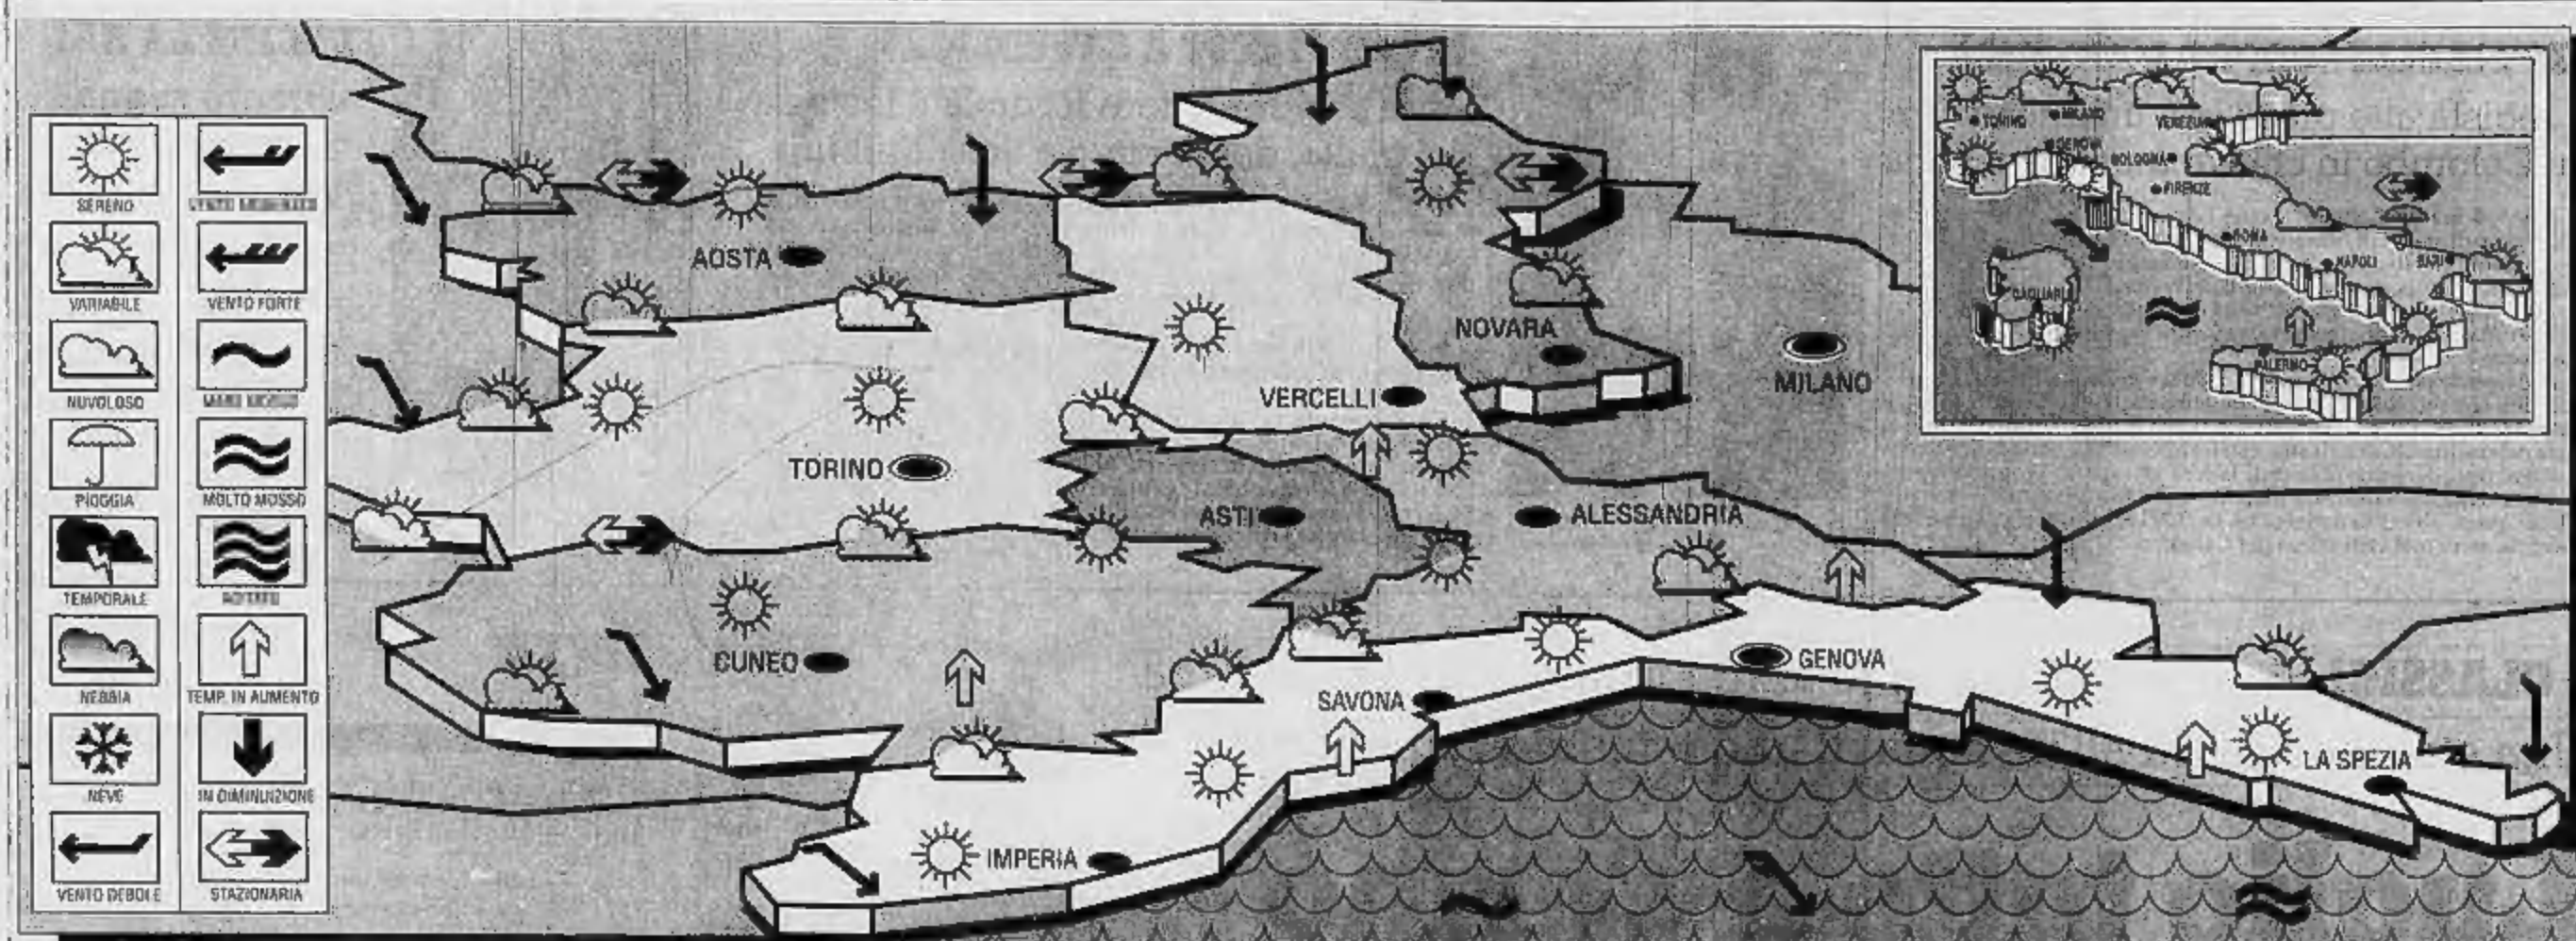 SERENO
VARIABILE
NUVOLOSO
PIOGGIA
TEMPORALE
NEBBIA
NEVE
VENTO DEBOLE
VENTO FORTE
MOLTO MOSSO
TEMP. IN AUMENTO
IN DIMINUIZIONE
STAZIONARIA
AOSTA
NOVARA
MILANO
VERCELLI
TORINO
ASTI
ALESSANDRIA
CUNEO
GENOVA
SAVONA
LA SPEZIA
IMPERIA
TORINO
MILANO
VENEZIA
GENOVA
BOLOGNA
FIRENZE
ROMA
NAPOLI
BARI
CAGLIARI
PALERMO